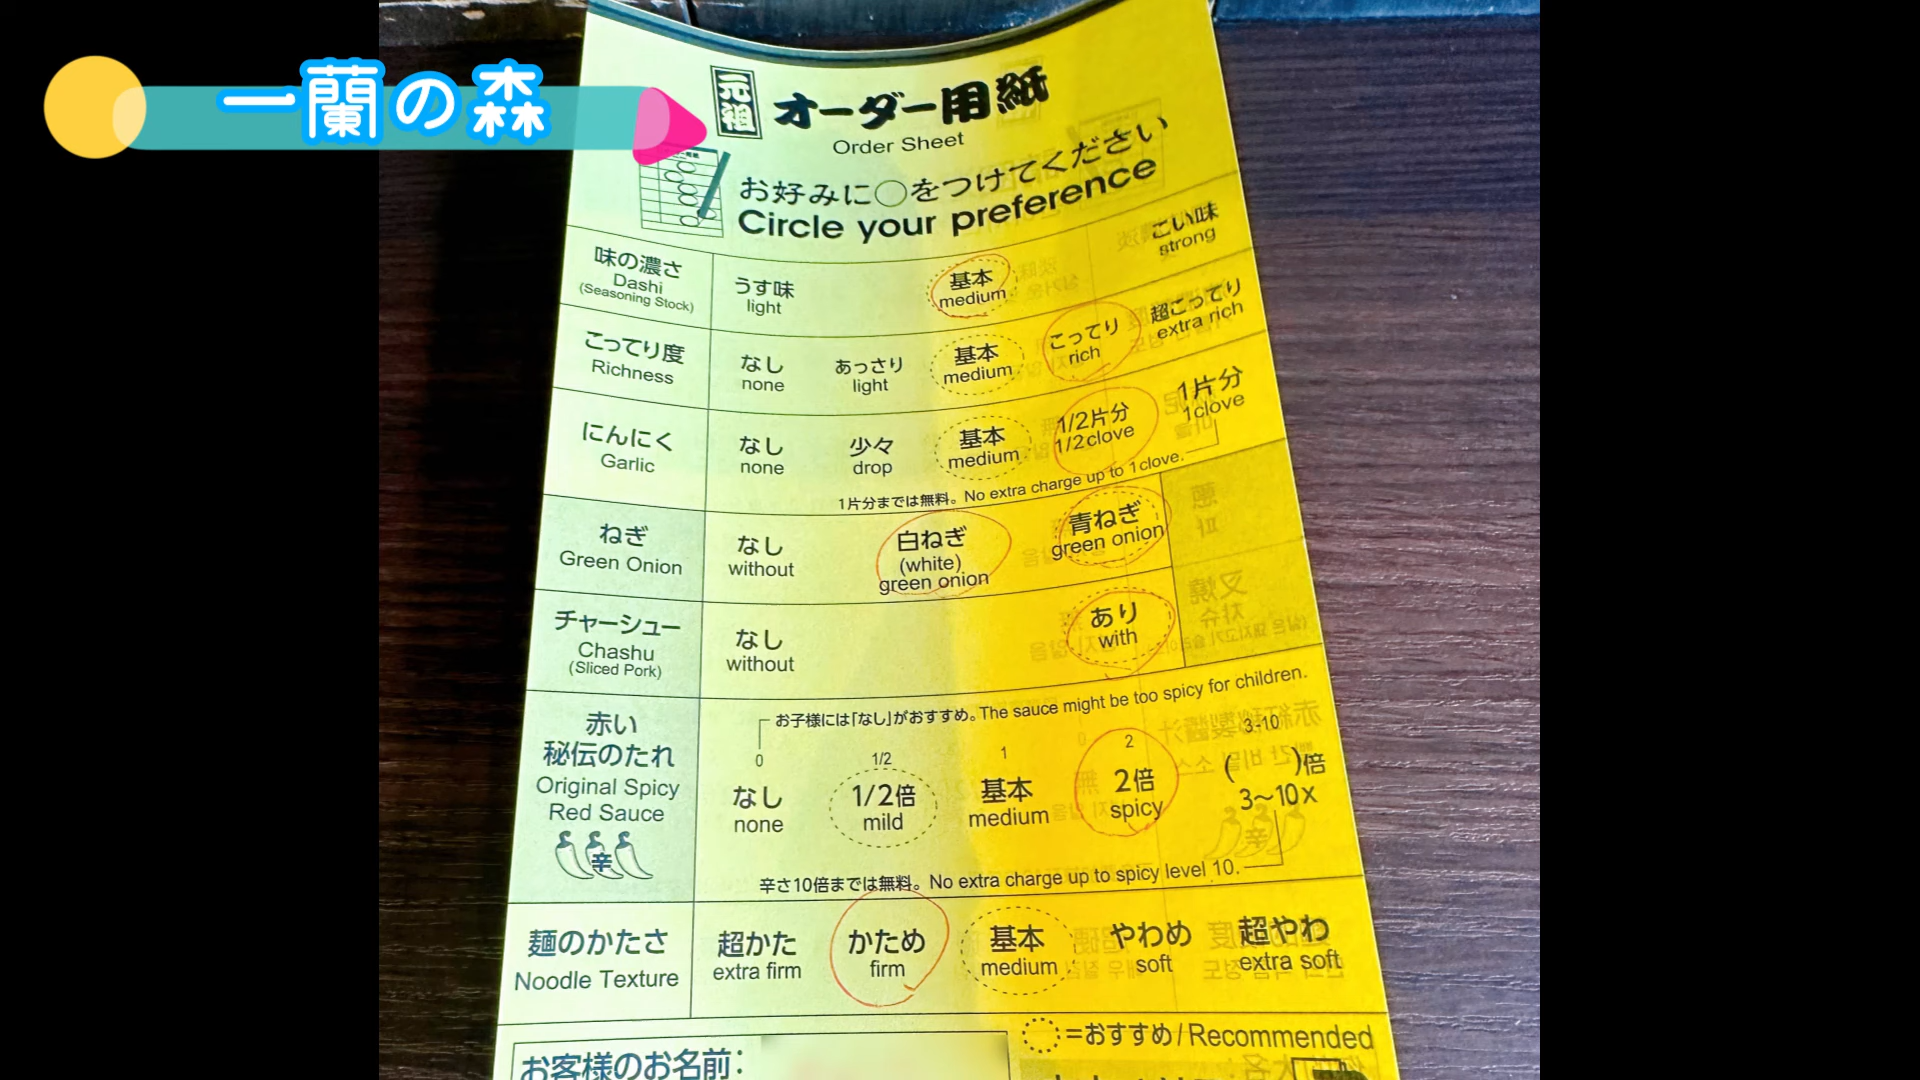 一蘭の森
元祖
オーダー用紙
Order Sheet
お好みに○をつけてください
Circle your preference
味の濃さ
Dashi
(Seasoning Stock)
うす味
light
基本
medium
こい味
strong
こってり度
Richness
なし
none
あっさり
light
基本
medium
こってり
rich
超こってり
extra rich
にんにく
Garlic
なし
none
少々
drop
基本
medium
1/2片分
1/2clove
1片分
1clove
1片分までは無料。No extra charge up to 1clove.
ねぎ
Green Onion
なし
without
白ねぎ
(white)
green onion
青ねぎ
green onion
チャーシュー
Chashu
(Sliced Pork)
なし
without
あり
with
お子様には「なし」がおすすめ。The sauce might be too spicy for children.
赤い
秘伝のたれ
Original Spicy
Red Sauce
辛
0
なし
none
1/2
1/2倍
mild
1
基本
medium
2
2倍
spicy
3-10
( )倍
3～10x
辛さ10倍までは無料。No extra charge up to spicy level 10.
麺のかたさ
Noodle Texture
超かた
extra firm
かため
firm
基本
medium
やわめ
soft
超やわ
extra soft
=おすすめ/Recommended
お客様のお名前: